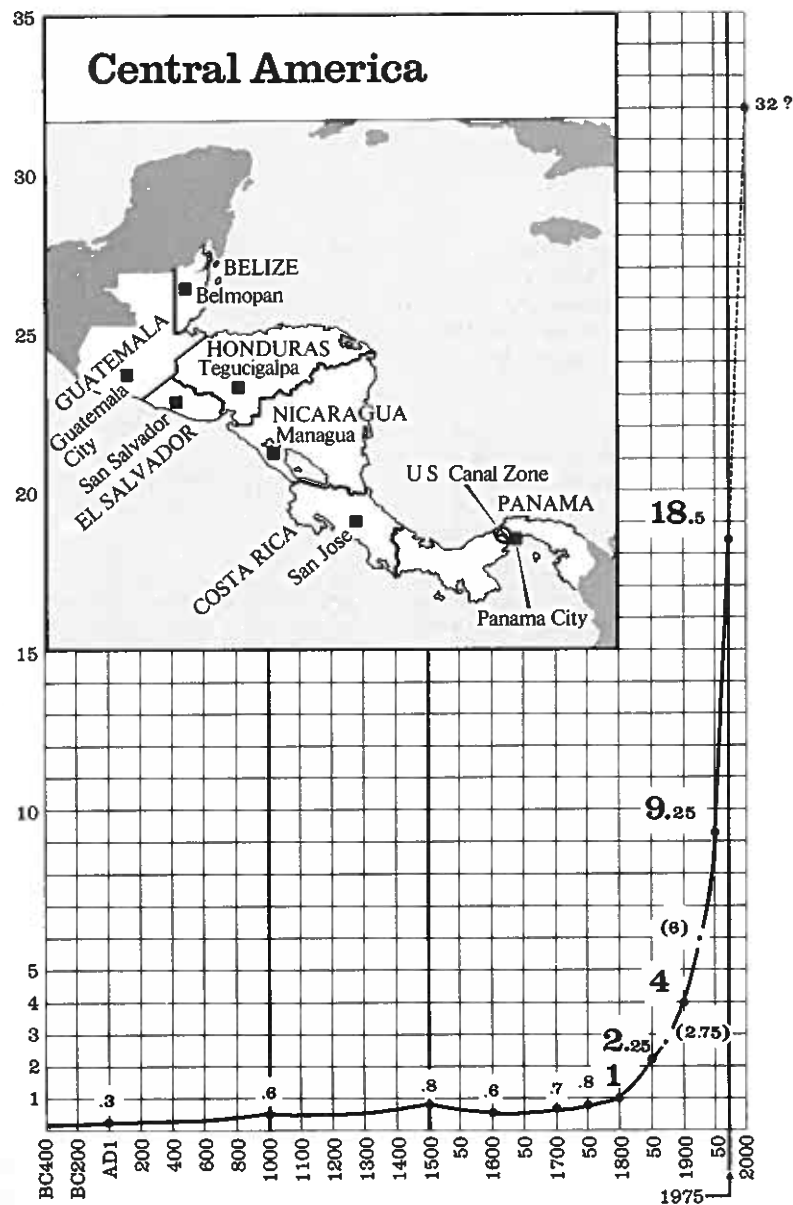 35
Central America
32 ?
30
BELIZE
Belmopan
25
GUATEMALA
HONDURAS
Tegucigalpa
Guatemala
City
San Salvador
EL SALVADOR
NICARAGUA
Managua
20
U S Canal Zone
PANAMA
18.5
COSTA RICA
San Jose
Panama City
15
10
9.25
(6)
5
4
4
3
2.25
(2.75)
2
1
.3
.6
.8
.6
.7
.8
1
BC400
BC200
AD1
200
400
600
800
1000
1100
1200
1300
1400
1500
50
1600
50
1700
50
1800
50
1900
50
2000
1975